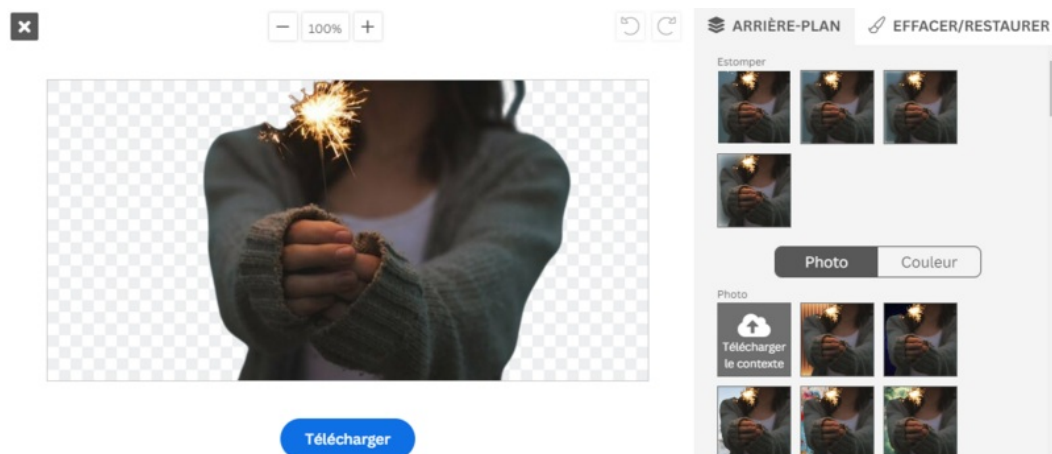 100%
ARRIÈRE-PLAN
EFFACER/RESTAURER
Estomper
Photo
Couleur
Photo
Télécharger
le contexte
Télécharger